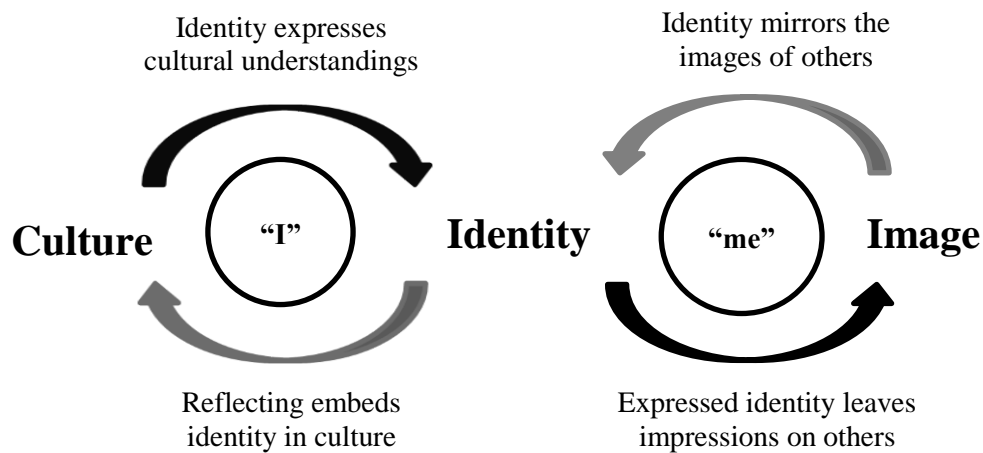 Identity expresses
cultural understandings
Identity mirrors the
images of others
Culture
“I”
Identity
“me”
Image
Reflecting embeds
identity in culture
Expressed identity leaves
impressions on others